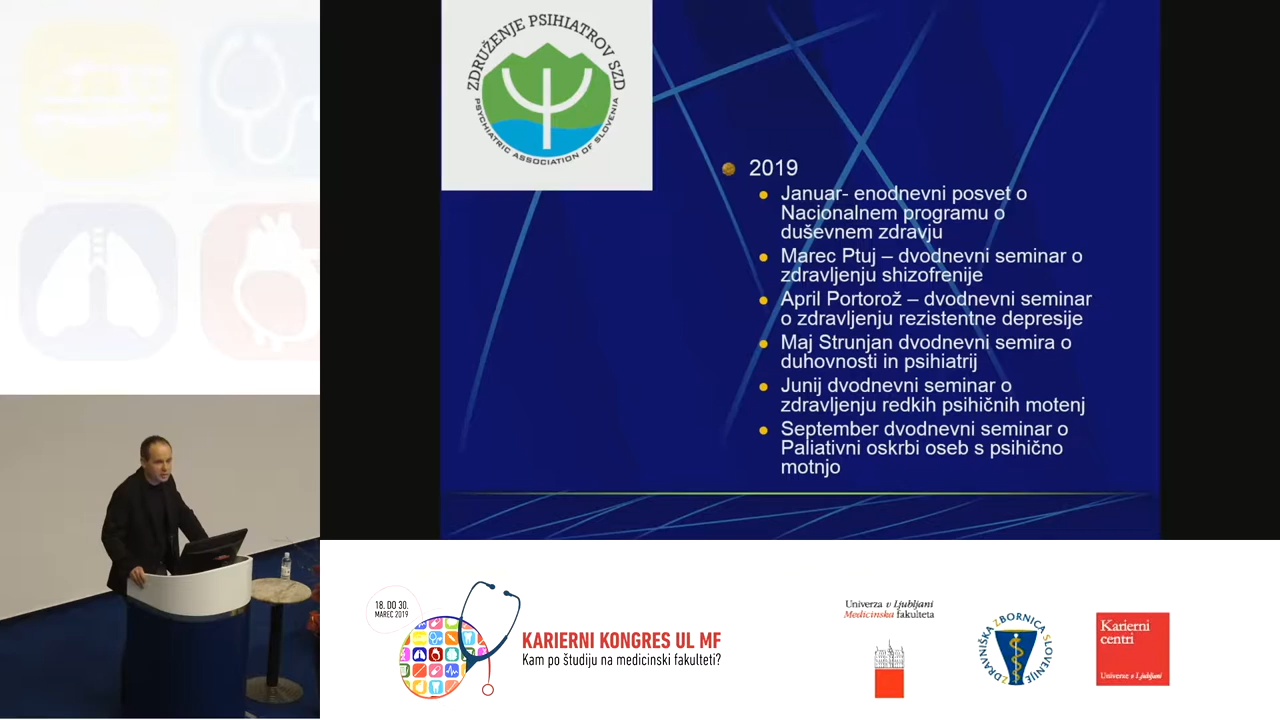 ZDRUŽENJE PSIHIATROV SZD
PSYCHIATRIC ASSOCIATION OF SLOVENIA
2019
Januar- enodnevni posvet o
Nacionalnem programu o
duševnem zdravju
Marec Ptuj – dvodnevni seminar o
zdravljenju shizofrenije
April Portorož – dvodnevni seminar
o zdravljenju rezistentne depresije
Maj Strunjan dvodnevni semira o
duhovnosti in psihiatrij
Junij dvodnevni seminar o
zdravljenju redkih psihičnih motenj
September dvodnevni seminar o
Paliativni oskrbi oseb s psihično
motnjo
18. DO 30.
MAREC 2019
KARIERNI KONGRES UL MF
Kam po študiju na medicinski fakulteti?
Univerza v Ljubljani
Medicinska fakulteta
ZDRAVNIŠKA ZBORNICA SLOVENIJE
Karierni
centri
Univerze v Ljubljani